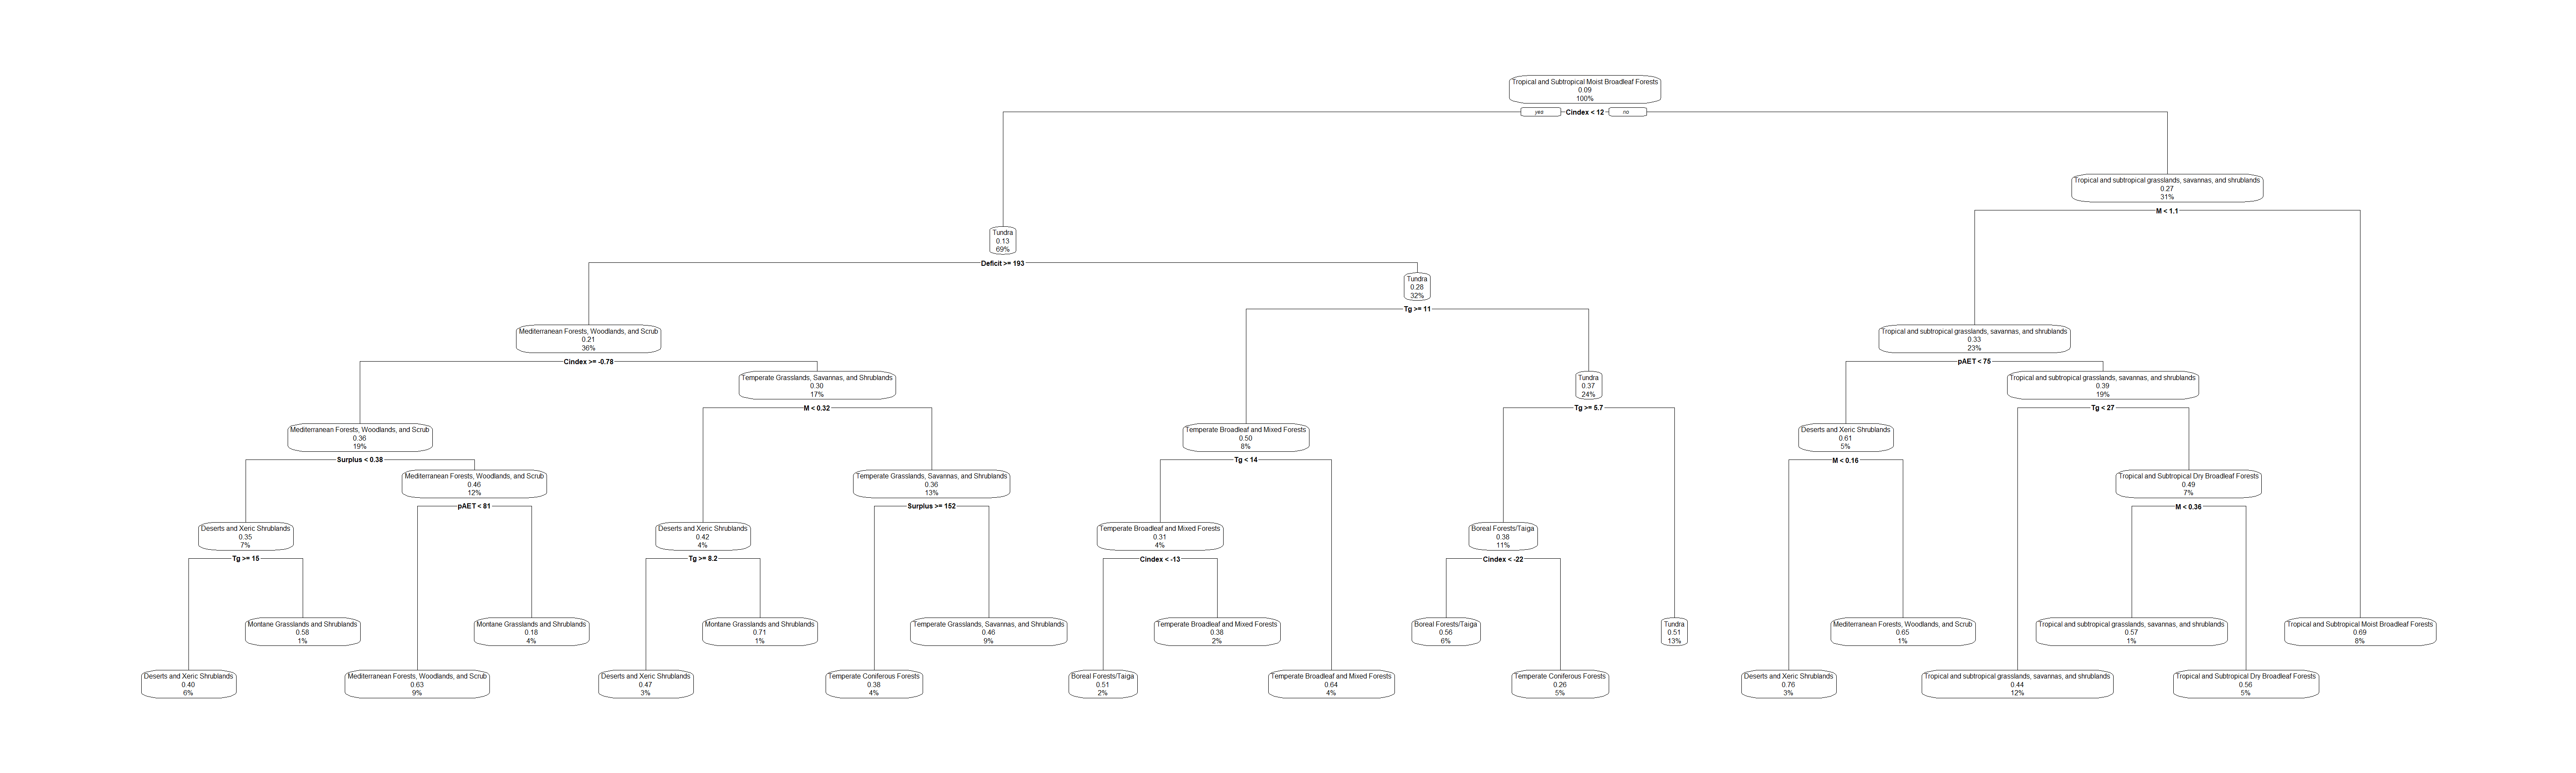 Tropical and Subtropical Moist Broadleaf Forests
0.09
100%
yes Cindex < 12 no
Tropical and subtropical grasslands, savannas, and shrublands
0.27
31%
M < 1.1
Tundra
0.13
69%
Deficit >= 193
Tundra
0.28
32%
Tg >= 11
Mediterranean Forests, Woodlands, and Scrub
0.21
36%
Cindex >= -0.78
Tropical and subtropical grasslands, savannas, and shrublands
0.33
23%
pAET < 75
Temperate Grasslands, Savannas, and Shrublands
0.30
17%
M < 0.32
Tundra
0.37
24%
Tg >= 5.7
Tropical and subtropical grasslands, savannas, and shrublands
0.39
19%
Tg < 27
Mediterranean Forests, Woodlands, and Scrub
0.36
19%
Surplus < 0.38
Temperate Broadleaf and Mixed Forests
0.50
8%
Tg < 14
Deserts and Xeric Shrublands
0.61
5%
M < 0.16
Mediterranean Forests, Woodlands, and Scrub
0.46
12%
pAET < 81
Temperate Grasslands, Savannas, and Shrublands
0.36
13%
Surplus >= 152
Tropical and Subtropical Dry Broadleaf Forests
0.49
7%
M < 0.36
Deserts and Xeric Shrublands
0.35
7%
Tg >= 15
Deserts and Xeric Shrublands
0.42
4%
Tg >= 8.2
Temperate Broadleaf and Mixed Forests
0.31
4%
Cindex < -13
Boreal Forests/Taiga
0.38
11%
Cindex < -22
Montane Grasslands and Shrublands
0.58
1%
Montane Grasslands and Shrublands
0.18
4%
Montane Grasslands and Shrublands
0.71
1%
Temperate Grasslands, Savannas, and Shrublands
0.46
9%
Temperate Broadleaf and Mixed Forests
0.38
2%
Boreal Forests/Taiga
0.56
6%
Tundra
0.51
13%
Mediterranean Forests, Woodlands, and Scrub
0.65
1%
Tropical and subtropical grasslands, savannas, and shrublands
0.57
1%
Tropical and Subtropical Moist Broadleaf Forests
0.69
8%
Deserts and Xeric Shrublands
0.40
6%
Mediterranean Forests, Woodlands, and Scrub
0.63
9%
Deserts and Xeric Shrublands
0.47
3%
Temperate Coniferous Forests
0.38
4%
Boreal Forests/Taiga
0.51
2%
Temperate Broadleaf and Mixed Forests
0.64
4%
Temperate Coniferous Forests
0.26
5%
Deserts and Xeric Shrublands
0.76
3%
Tropical and subtropical grasslands, savannas, and shrublands
0.44
12%
Tropical and Subtropical Dry Broadleaf Forests
0.56
5%